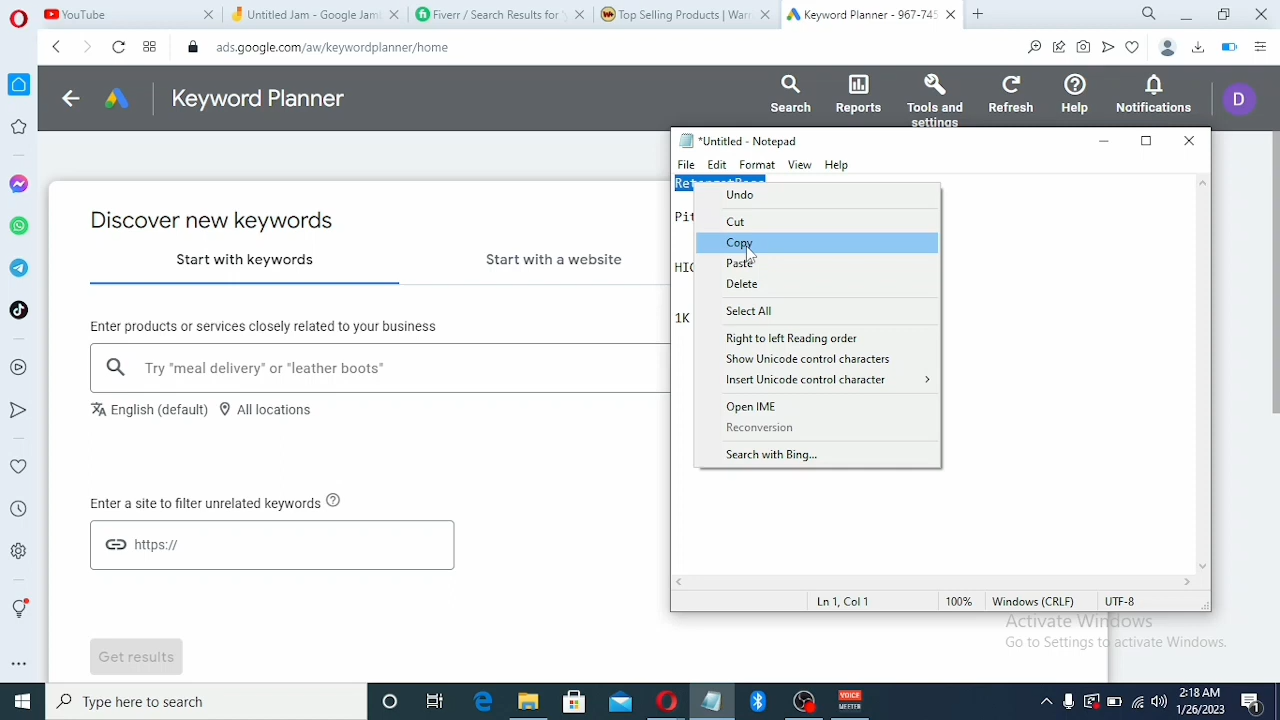 YouTube
Untitled Jam - Google Jam
Fiverr / Search Results for
Top Selling Products | Warr
Keyword Planner - 967-745
ads.google.com/aw/keywordplanner/home
Keyword Planner
Search
Reports
Tools and
settings
Refresh
Help
Notifications
D
*Untitled - Notepad
File Edit Format View Help
Undo
Cut
Copy
Paste
Delete
Select All
Right to left Reading order
Show Unicode control characters
Insert Unicode control character
Open IME
Reconversion
Search with Bing...
1K
Ln 1, Col 1
100%
Windows (CRLF)
UTF-8
Discover new keywords
Start with keywords
Start with a website
Enter products or services closely related to your business
Try "meal delivery" or "leather boots"
English (default)
All locations
Enter a site to filter unrelated keywords
https://
Get results
Activate Windows
Go to Settings to activate Windows.
Type here to search
VOICE
MEETER
2:18 AM
1/26/2023
1